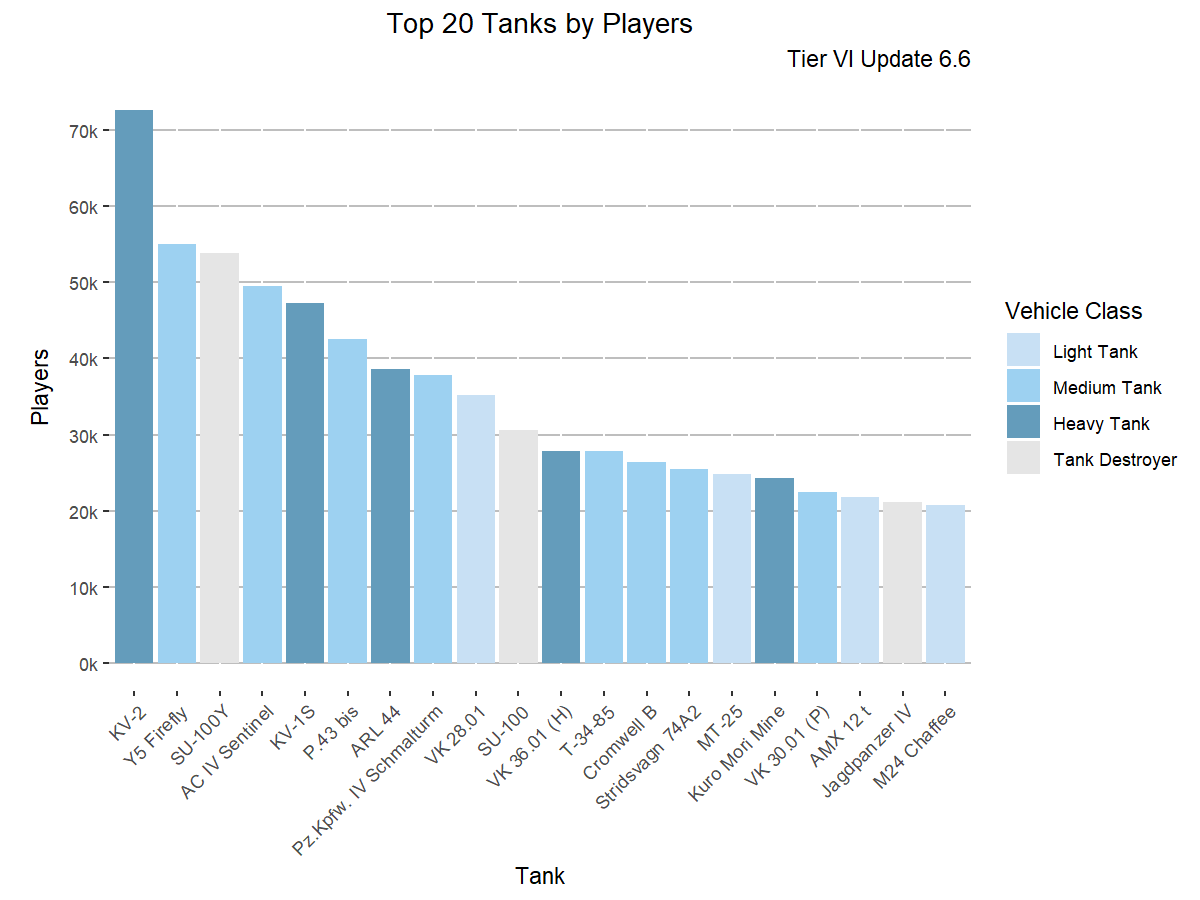 Top 20 Tanks by Players
Tier VI Update 6.6
Players
70k
60k
50k
40k
30k
20k
10k
0k
KV-2
Y5 Firefly
SU-100Y
AC IV Sentinel
KV-1S
P.43 bis
ARL 44
Pz.Kpfw. IV Schmalturm
VK 28.01
SU-100
VK 36.01 (H)
T-34-85
Cromwell B
Stridsvagn 74A2
MT-25
Kuro Mori Mine
VK 30.01 (P)
AMX 12 t
Jagdpanzer IV
M24 Chaffee
Tank
Vehicle Class
Light Tank
Medium Tank
Heavy Tank
Tank Destroyer